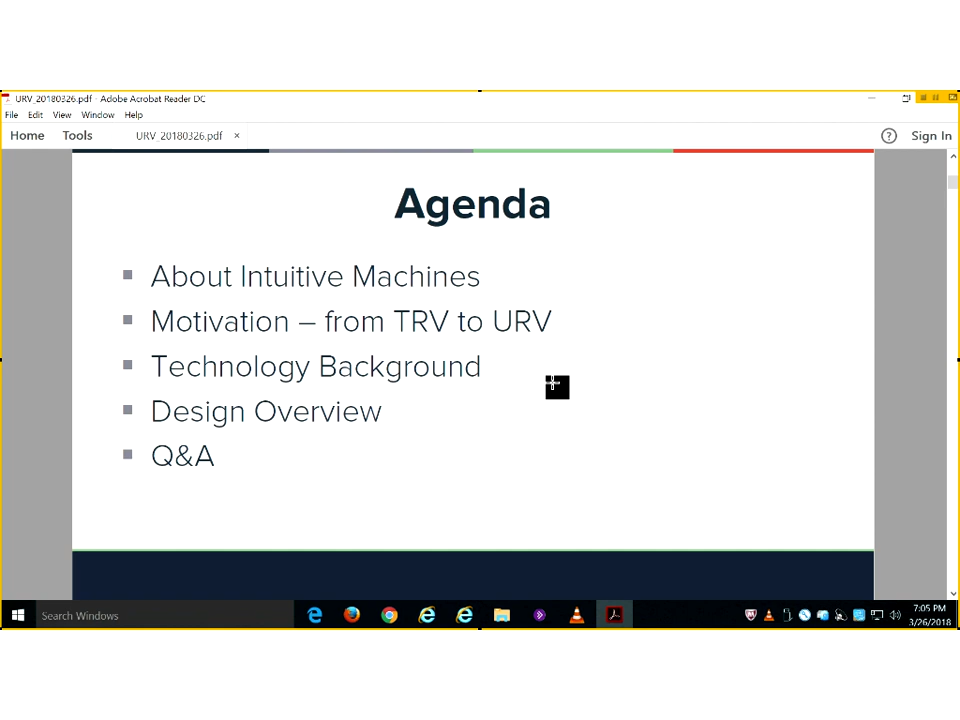 URV_20180326.pdf - Adobe Acrobat Reader DC
File Edit View Window Help
Home Tools URV_20180326.pdf × ? Sign In
Agenda
About Intuitive Machines
Motivation – from TRV to URV
Technology Background
Design Overview
Q&A
Search Windows
7:05 PM
3/26/2018